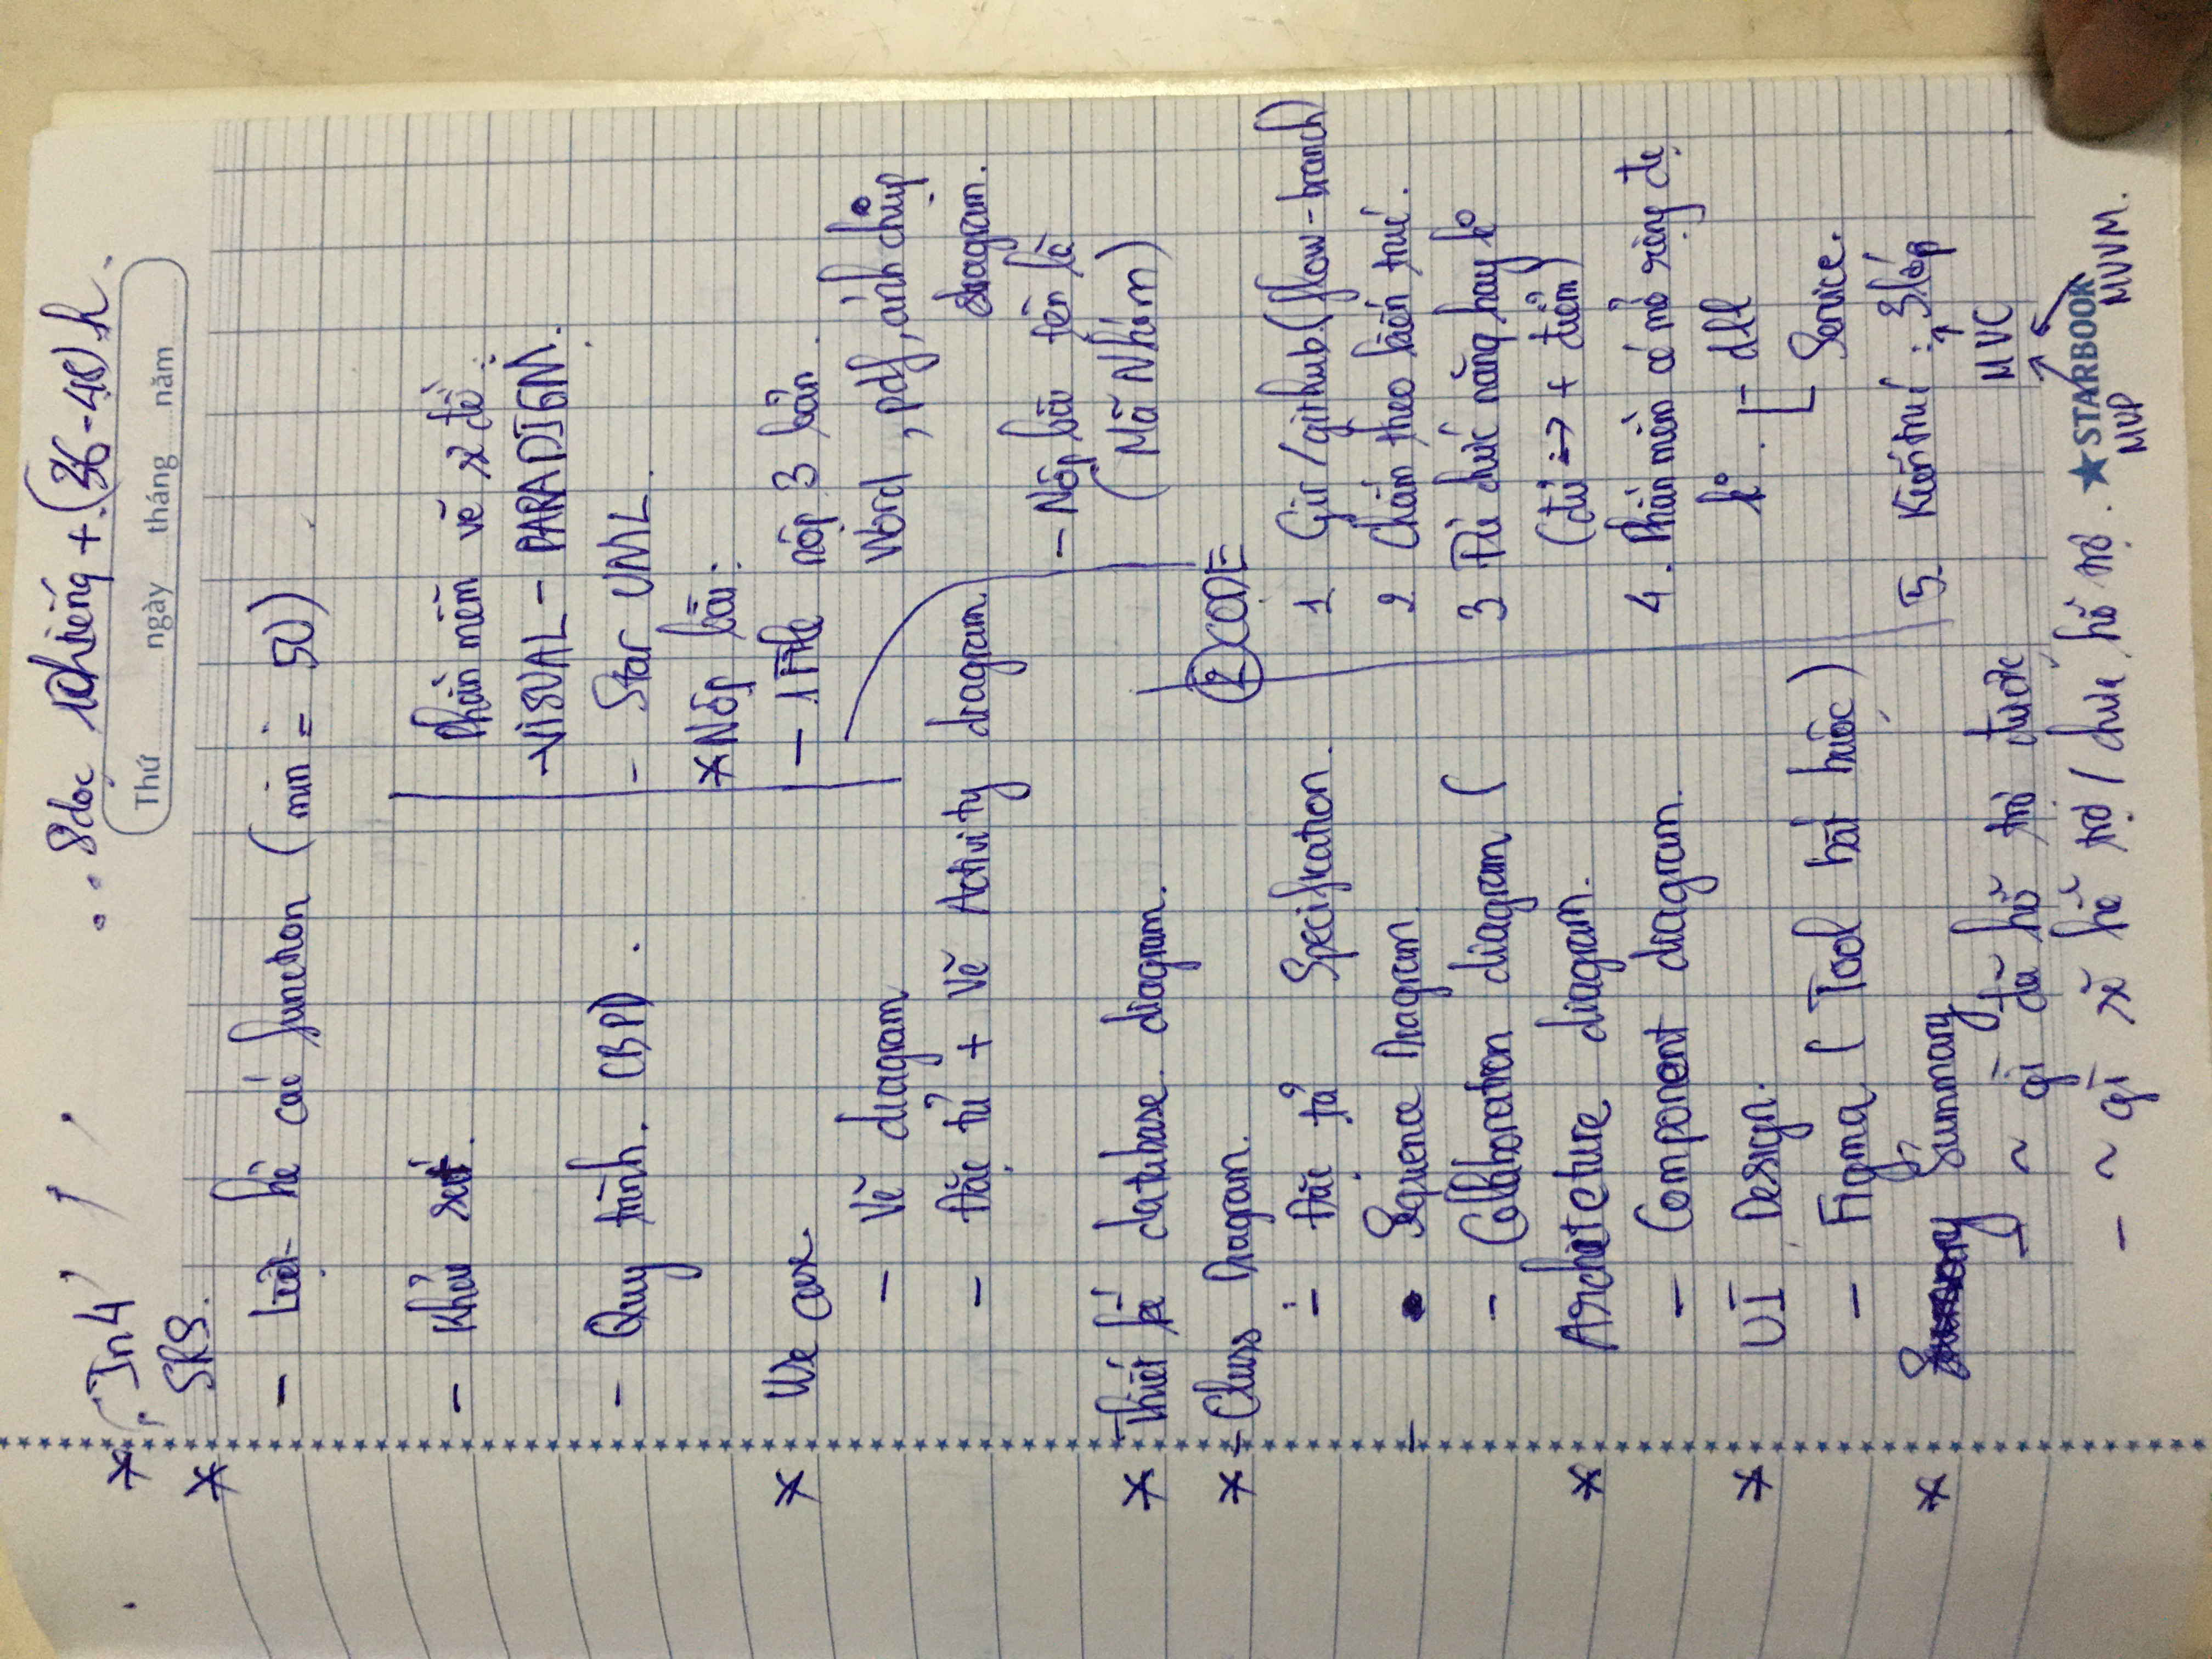 (36-48)h
* In4
Thứ ngày tháng năm
* SRS.
- kê các function (min = 50)
- Khảo sát.
- Quy trình.
* Use case.
- Vẽ diagram
- Đặc tả + Vẽ Activity diagram.
* Thiết kế database diagram.
* - Class Diagram.
- Đặc tả Specification.
- Sequence Diagram
- Collaboration diagram (
* Architeture diagram.
- Component diagram.
* UI Design.
- Figma (Tool bắt buộc)
* Summary
- ~ gì đã hỗ trợ được
- ~ gì sẽ hỗ trợ / chưa hỗ trợ.
Phần mềm vẽ sơ đồ:
- VISUAL - PARADIGM.
- Star UML.
* Nộp bài:
- 1 File nộp 3 bản.
Word, pdf, ảnh chụp
diagram.
- Nộp bài tên là
(Mã Nhóm)
② CODE
1 Git/github (flow-branch)
2 Chấm theo kiến trúc.
3 Đủ chức năng hay ko
(đủ => + điểm)
4. Phần mềm có mở rộng đc
ko. - dll
Service.
5. Kiến trúc: 3 lớp
MVC
MVP MVVM.
STARBOOK